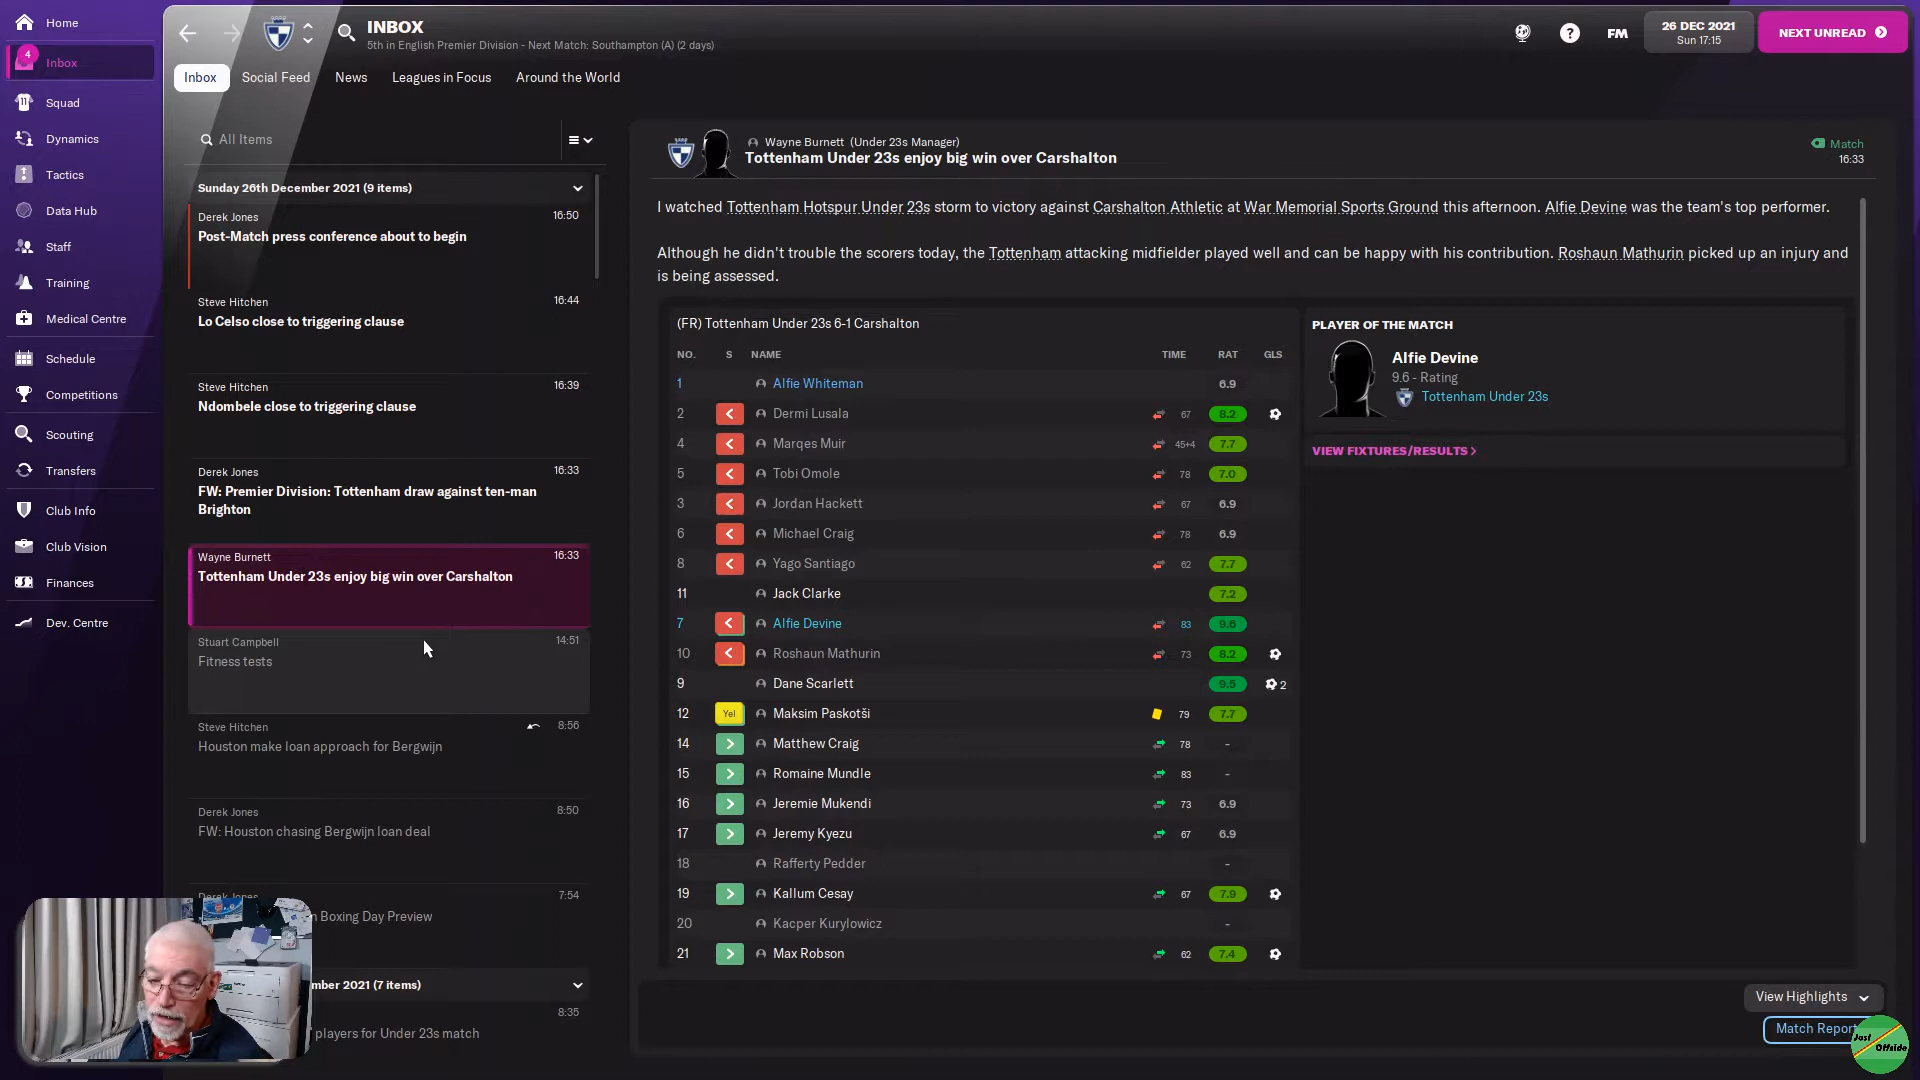 Home
INBOX
5th in English Premier Division - Next Match: Southampton (A) (2 days)
FM
26 DEC 2021
Sun 17:15
NEXT UNREAD
4
Inbox
Squad
Dynamics
Tactics
Data Hub
Staff
Training
Medical Centre
Schedule
Competitions
Scouting
Transfers
Club Info
Club Vision
Finances
Dev. Centre
Inbox Social Feed News Leagues in Focus Around the World
All Items
Sunday 26th December 2021 (9 items)
Derek Jones 16:50
Post-Match press conference about to begin
Steve Hitchen 16:44
Lo Celso close to triggering clause
Steve Hitchen 16:39
Ndombele close to triggering clause
Derek Jones 16:33
FW: Premier Division: Tottenham draw against ten-man
Brighton
Wayne Burnett 16:33
Tottenham Under 23s enjoy big win over Carshalton
Stuart Campbell 14:51
Fitness tests
Steve Hitchen 8:56
Houston make loan approach for Bergwijn
Derek Jones 8:50
FW: Houston chasing Bergwijn loan deal
7:54
Boxing Day Preview
(7 items)
8:35
players for Under 23s match
Wayne Burnett (Under 23s Manager)
Tottenham Under 23s enjoy big win over Carshalton
Match
16:33
I watched Tottenham Hotspur Under 23s storm to victory against Carshalton Athletic at War Memorial Sports Ground this afternoon. Alfie Devine was the team's top performer.
Although he didn't trouble the scorers today, the Tottenham attacking midfielder played well and can be happy with his contribution. Roshaun Mathurin picked up an injury and
is being assessed.
(FR) Tottenham Under 23s 6-1 Carshalton
NO. S NAME TIME RAT GLS
1 Alfie Whiteman 6.9
2 Dermi Lusala 67 8.2
4 Marqes Muir 45+4 7.7
5 Tobi Omole 78 7.0
3 Jordan Hackett 67 6.9
6 Michael Craig 78 6.9
8 Yago Santiago 62 7.7
11 Jack Clarke 7.2
7 Alfie Devine 83 9.6
10 Roshaun Mathurin 73 8.2
9 Dane Scarlett 9.5 2
12 Yel Maksim Paskotši 79 7.7
14 Matthew Craig 78 -
15 Romaine Mundle 83 -
16 Jeremie Mukendi 73 6.9
17 Jeremy Kyezu 67 6.9
18 Rafferty Pedder -
19 Kallum Cesay 67 7.9
20 Kacper Kurylowicz -
21 Max Robson 62 7.4
PLAYER OF THE MATCH
Alfie Devine
9.6 - Rating
Tottenham Under 23s
VIEW FIXTURES/RESULTS
View Highlights
Match Report
Just
Offside